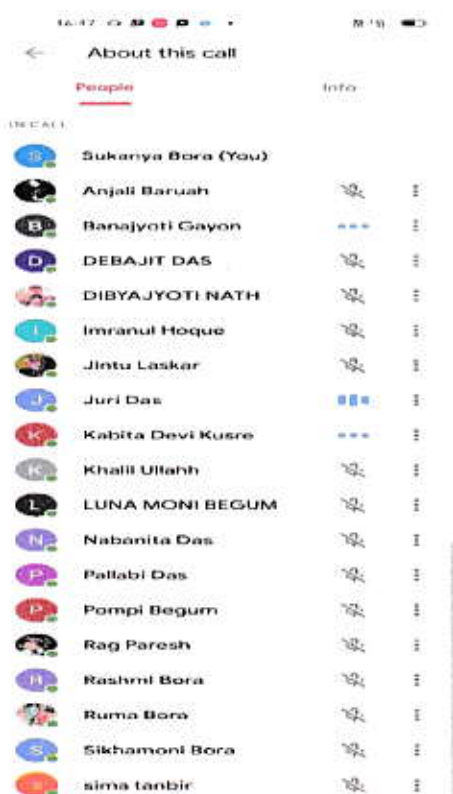 16:47
About this call
People Info
IN CALL
S Sukanya Bora (You)
Anjali Baruah
B Banajyoti Gayon
D DEBAJIT DAS
DIBYAJYOTI NATH
I Imranul Hoque
Jintu Laskar
J Juri Das
K Kabita Devi Kusre
K Khalil Ullahh
L LUNA MONI BEGUM
N Nabanita Das
P Pallabi Das
P Pompi Begum
Rag Paresh
R Rashmi Bora
Ruma Bora
S Sikhamoni Bora
sima tanbir